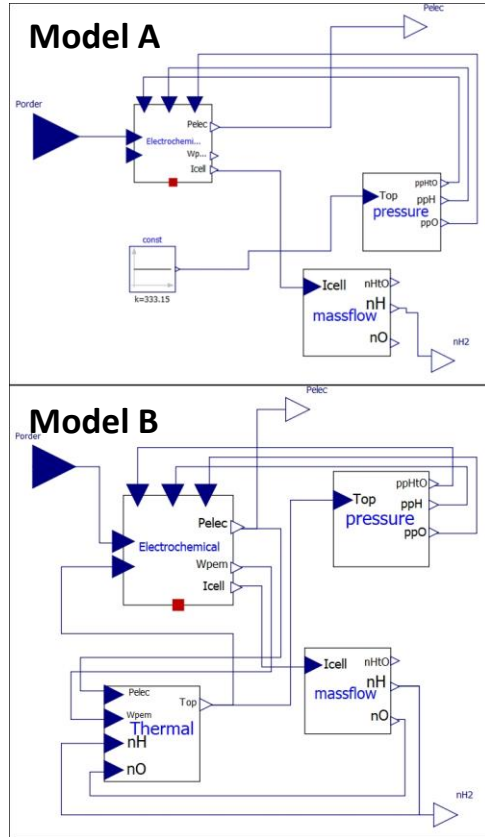 Model A
Pelec
Porder
Pelec
Electrochemi...
Wp...
Icell
const
k=333.15
Top
ppHtO
ppH
pressure
ppO
Icell
nHtO
nH
massflow
nO
nH2
Model B
Pelec
Porder
Pelec
Electrochemical
Wpem
Icell
Top
ppHtO
ppH
pressure
ppO
Icell
nHtO
nH
massflow
nO
Pelec
Top
Wpem
Thermal
nH
nO
nH2